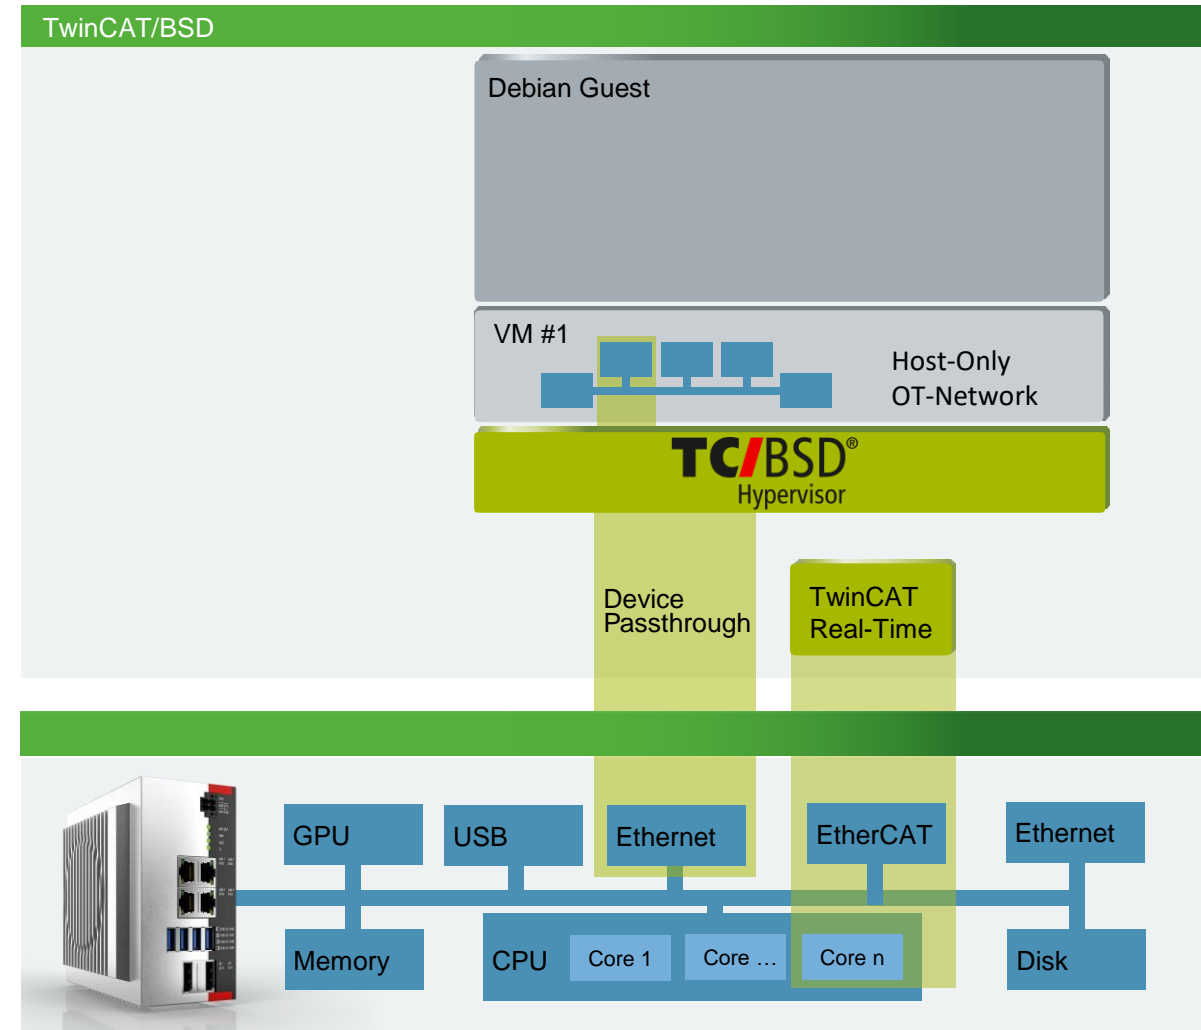 TwinCAT/BSD
Debian Guest
VM #1
Host-Only
OT-Network
TC/BSD®
Hypervisor
Device
Passthrough
TwinCAT
Real-Time
GPU
USB
Ethernet
EtherCAT
Ethernet
Memory
CPU
Core 1
Core …
Core n
Disk